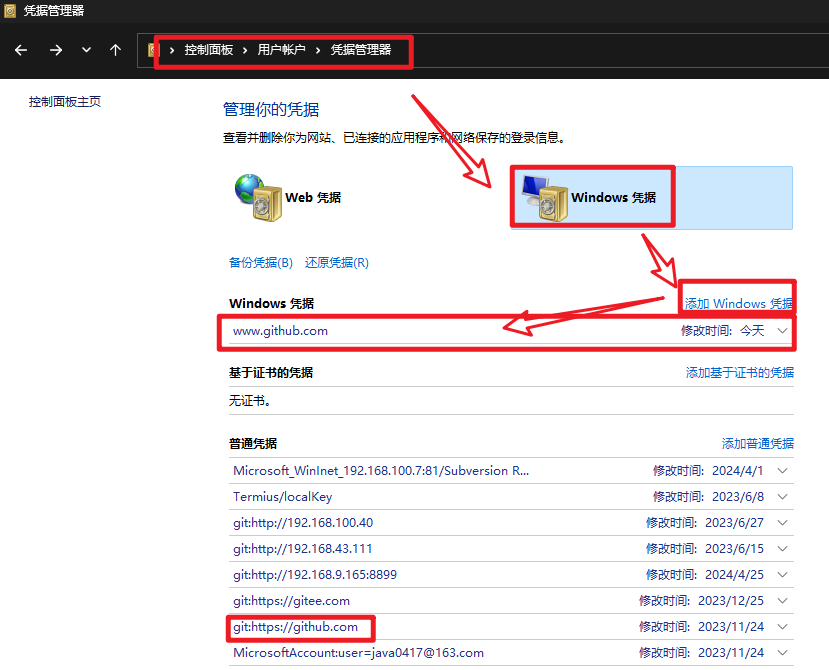 凭据管理器
控制面板 › 用户帐户 › 凭据管理器
控制面板主页
管理你的凭据
查看并删除你为网站、已连接的应用程序和网络保存的登录信息。
Web 凭据
Windows 凭据
备份凭据(B) 还原凭据(R)
Windows 凭据 添加 Windows 凭据
www.github.com 修改时间: 今天
基于证书的凭据 添加基于证书的凭据
无证书。
普通凭据 添加普通凭据
Microsoft_WinInet_192.168.100.7:81/Subversion R... 修改时间: 2024/4/1
Termius/localKey 修改时间: 2023/6/8
git:http://192.168.100.40 修改时间: 2023/6/27
git:http://192.168.43.111 修改时间: 2023/6/15
git:http://192.168.9.165:8899 修改时间: 2024/4/25
git:https://gitee.com 修改时间: 2023/12/25
git:https://github.com 修改时间: 2023/11/24
MicrosoftAccount:user=java0417@163.com 修改时间: 2023/11/24